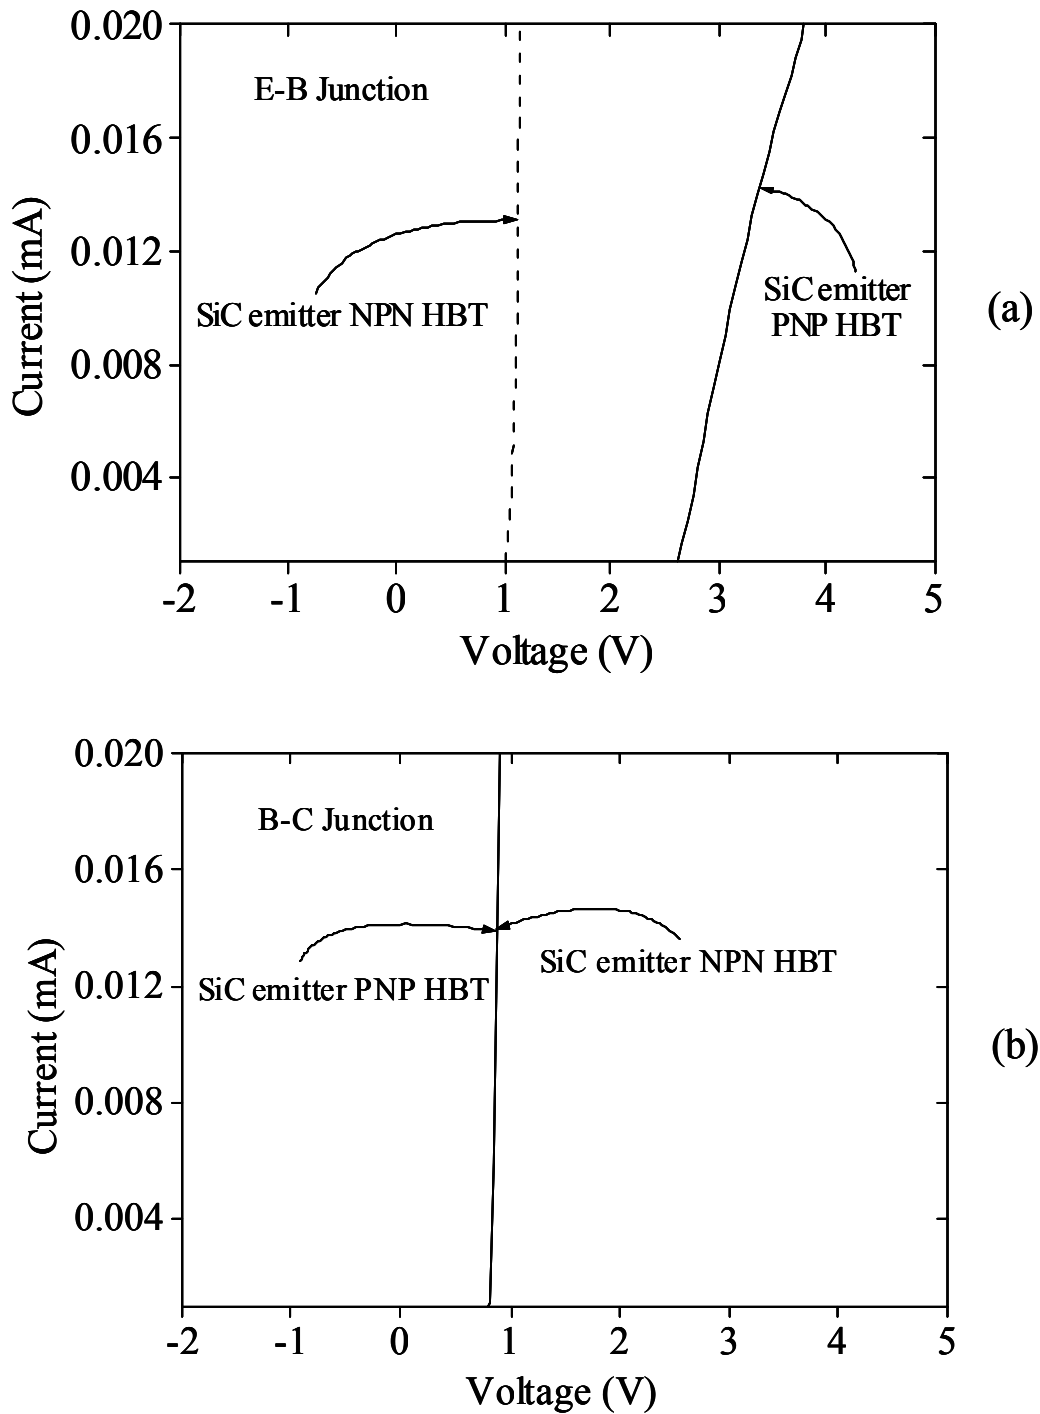 0.020
E-B Junction
0.016
0.012
SiC emitter NPN HBT
SiC emitter
PNP HBT
(a)
0.008
0.004
Current (mA)
-2 -1 0 1 2 3 4 5
Voltage (V)
0.020
B-C Junction
0.016
SiC emitter PNP HBT
SiC emitter NPN HBT
0.012
(b)
0.008
0.004
Current (mA)
-2 -1 0 1 2 3 4 5
Voltage (V)